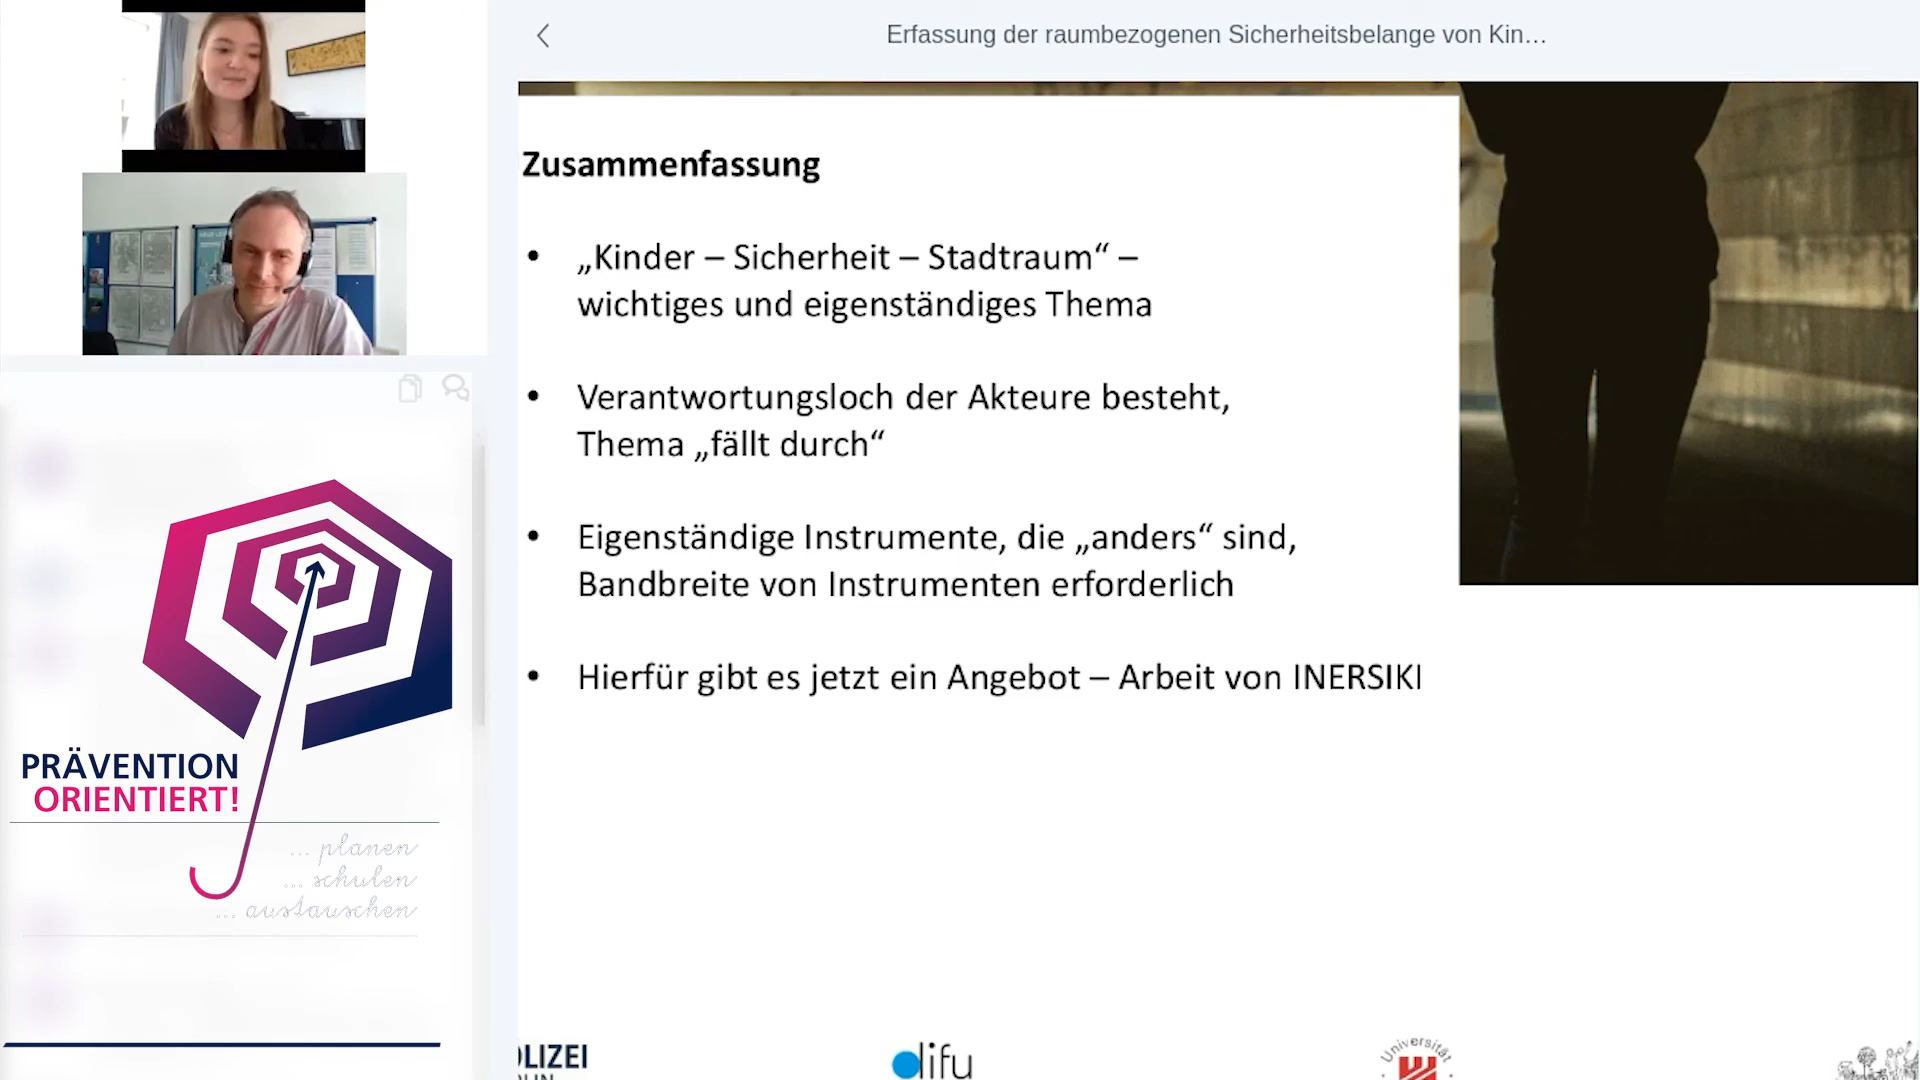 Erfassung der raumbezogenen Sicherheitsbelange von Kin…
Zusammenfassung
• „Kinder – Sicherheit – Stadtraum“ –
wichtiges und eigenständiges Thema
• Verantwortungsloch der Akteure besteht,
Thema „fällt durch“
• Eigenständige Instrumente, die „anders“ sind,
Bandbreite von Instrumenten erforderlich
• Hierfür gibt es jetzt ein Angebot – Arbeit von INERSIKI
PRÄVENTION
ORIENTIERT!
... planen
... schulen
... austauschen
LIZEI
difu
Universität